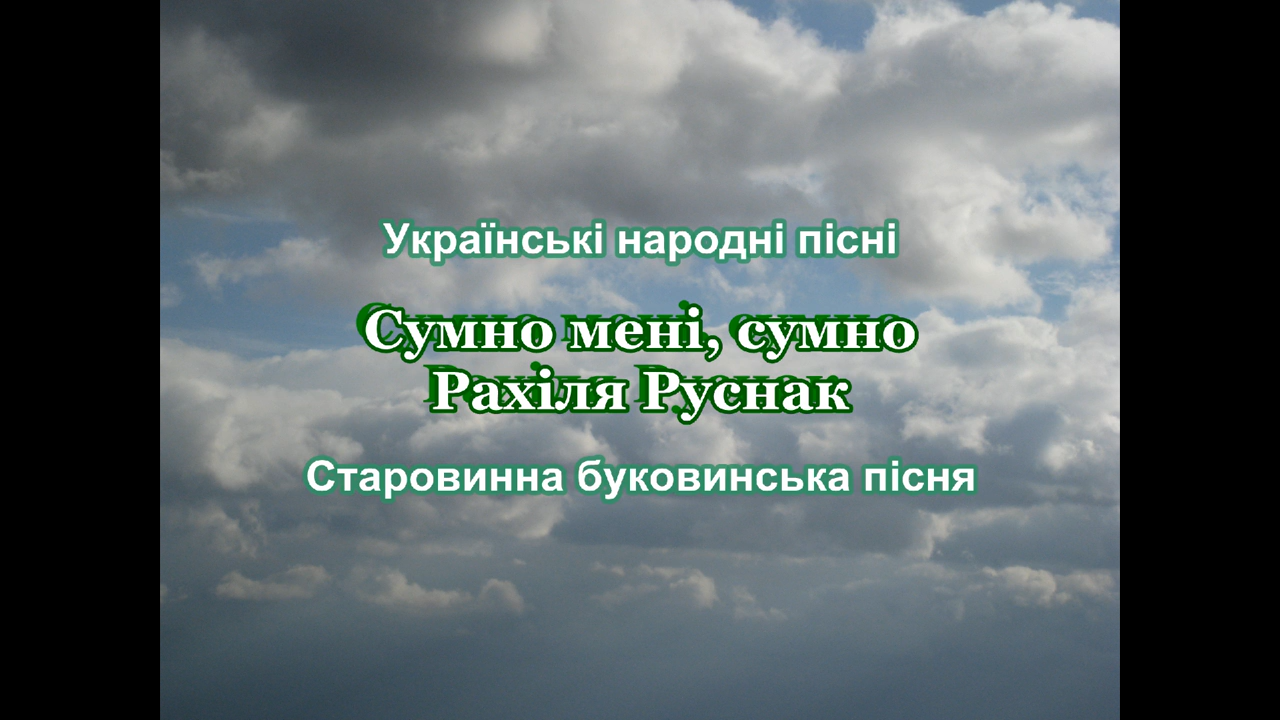 Українські народні пісні
Сумно мені, сумно
Рахіля Руснак
Старовинна буковинська пісня